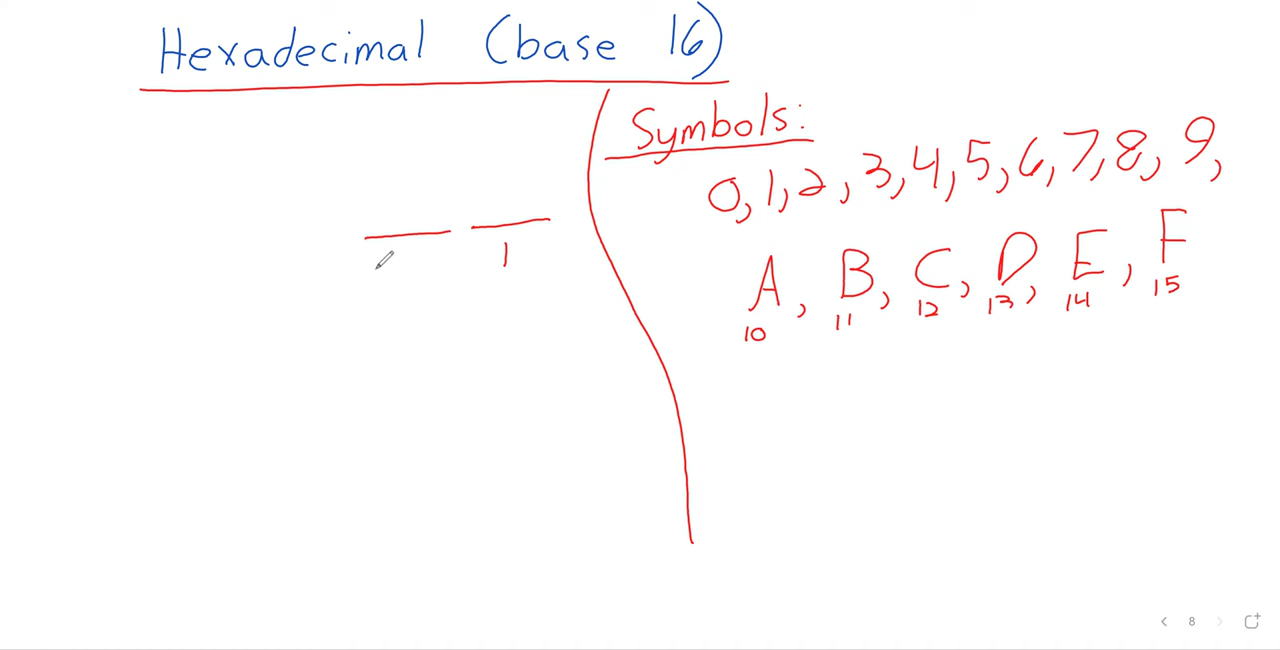 Hexadecimal (base 16)
Symbols:
0, 1, 2, 3, 4, 5, 6, 7, 8, 9,
A, B, C, D, E, F
10 11 12 13 14 15
1
8